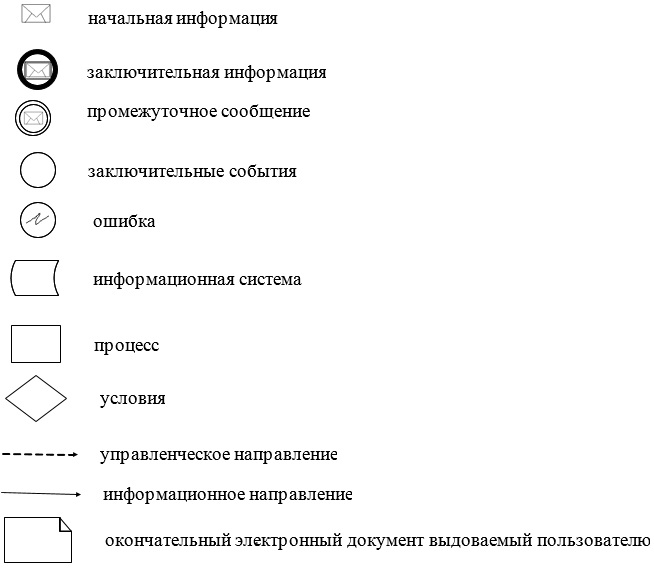 начальная информация
заключительная информация
промежуточное сообщение
заключительные события
ошибка
информационная система
процесс
условия
управленческое направление
информационное направление
окончательный электронный документ выдоваемый пользователю